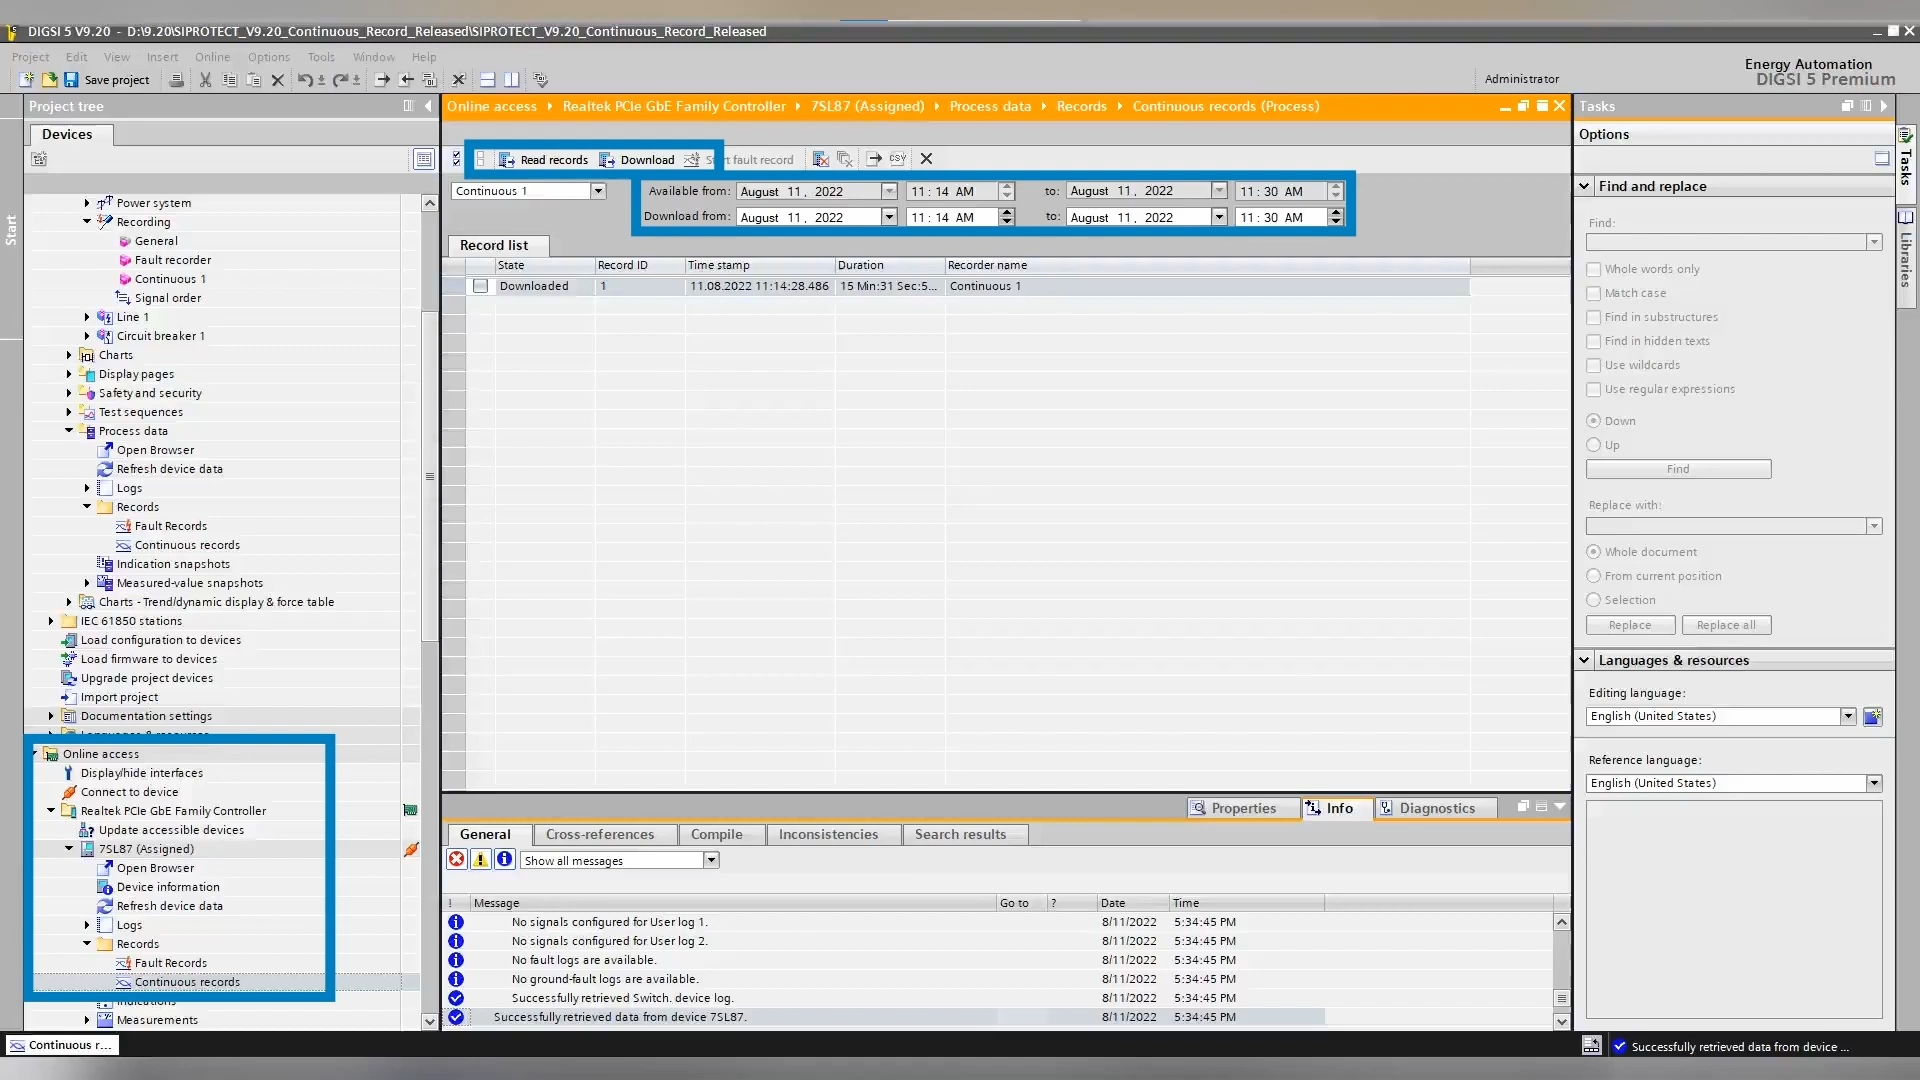 DIGSI 5 V9.20 - D:\9.20\SIPROTECT_V9.20_Continuous_Record_Released\SIPROTECT_V9.20_Continuous_Record_Released
Project Edit View Insert Online Options Tools Window Help
Save project
Administrator
Energy Automation
DIGSI 5 Premium
Project tree
Devices
Start
Power system
Recording
General
Fault recorder
Continuous 1
Signal order
Line 1
Circuit breaker 1
Charts
Display pages
Safety and security
Test sequences
Process data
Open Browser
Refresh device data
Logs
Records
Fault Records
Continuous records
Indication snapshots
Measured-value snapshots
Charts - Trend/dynamic display & force table
IEC 61850 stations
Load configuration to devices
Load firmware to devices
Upgrade project devices
Import project
Documentation settings
Languages & resources
Online access
Display/hide interfaces
Connect to device
Realtek PCIe GbE Family Controller
Update accessible devices
7SL87 (Assigned)
Open Browser
Device information
Refresh device data
Logs
Records
Fault Records
Continuous records
Indications
Measurements
Online access Realtek PCIe GbE Family Controller 7SL87 (Assigned) Process data Records Continuous records (Process)
Read records Download Start fault record CSV
Continuous 1
Available from: August 11, 2022 11:14 AM to: August 11, 2022 11:30 AM
Download from: August 11, 2022 11:14 AM to: August 11, 2022 11:30 AM
Record list
State Record ID Time stamp Duration Recorder name
Downloaded 1 11.08.2022 11:14:28.486 15 Min:31 Sec:5... Continuous 1
Properties Info Diagnostics
General Cross-references Compile Inconsistencies Search results
Show all messages
! Message Go to ? Date Time
No signals configured for User log 1. 8/11/2022 5:34:45 PM
No signals configured for User log 2. 8/11/2022 5:34:45 PM
No fault logs are available. 8/11/2022 5:34:45 PM
No ground-fault logs are available. 8/11/2022 5:34:45 PM
Successfully retrieved Switch. device log. 8/11/2022 5:34:45 PM
Successfully retrieved data from device 7SL87. 8/11/2022 5:34:45 PM
Tasks
Options
Find and replace
Find:
Whole words only
Match case
Find in substructures
Find in hidden texts
Use wildcards
Use regular expressions
Down
Up
Find
Replace with:
Whole document
From current position
Selection
Replace Replace all
Languages & resources
Editing language:
English (United States)
Reference language:
English (United States)
Tasks
Libraries
Continuous r...
Successfully retrieved data from device ...